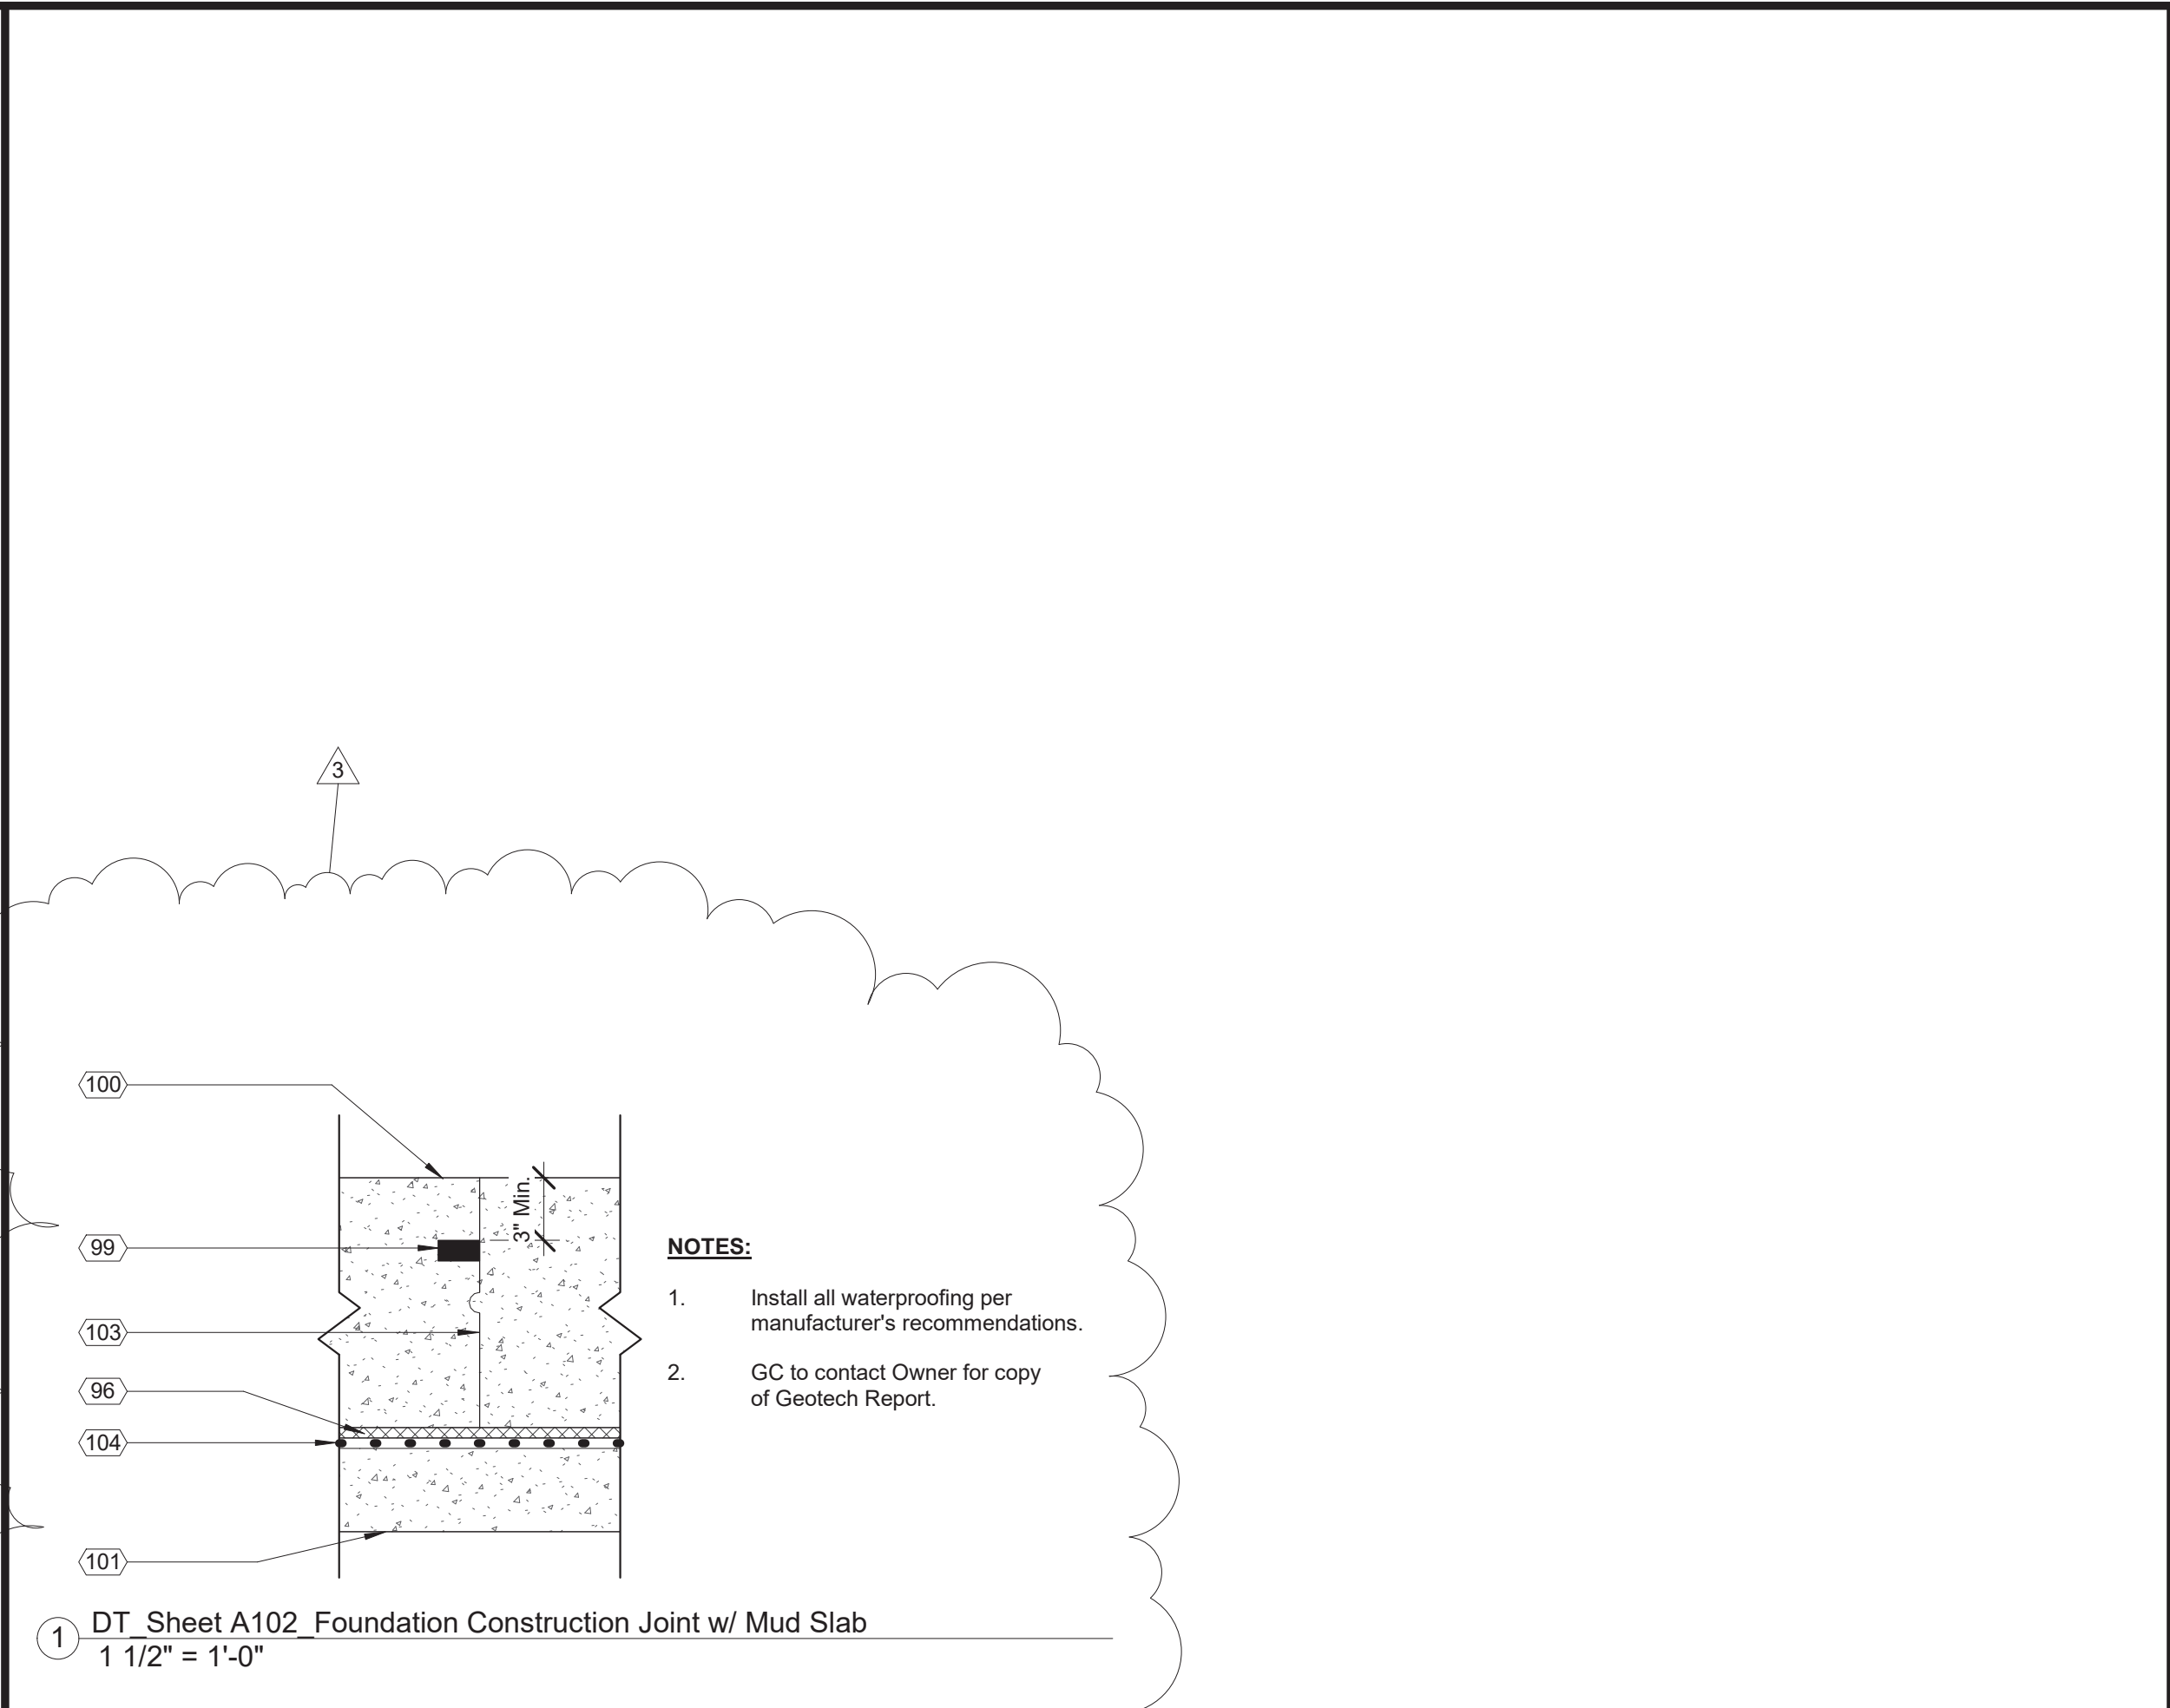 3
100
3" Min.
99
NOTES:
1. Install all waterproofing per
manufacturer's recommendations.
103
2. GC to contact Owner for copy
of Geotech Report.
96
104
101
1 DT_Sheet A102_Foundation Construction Joint w/ Mud Slab
1 1/2" = 1'-0"